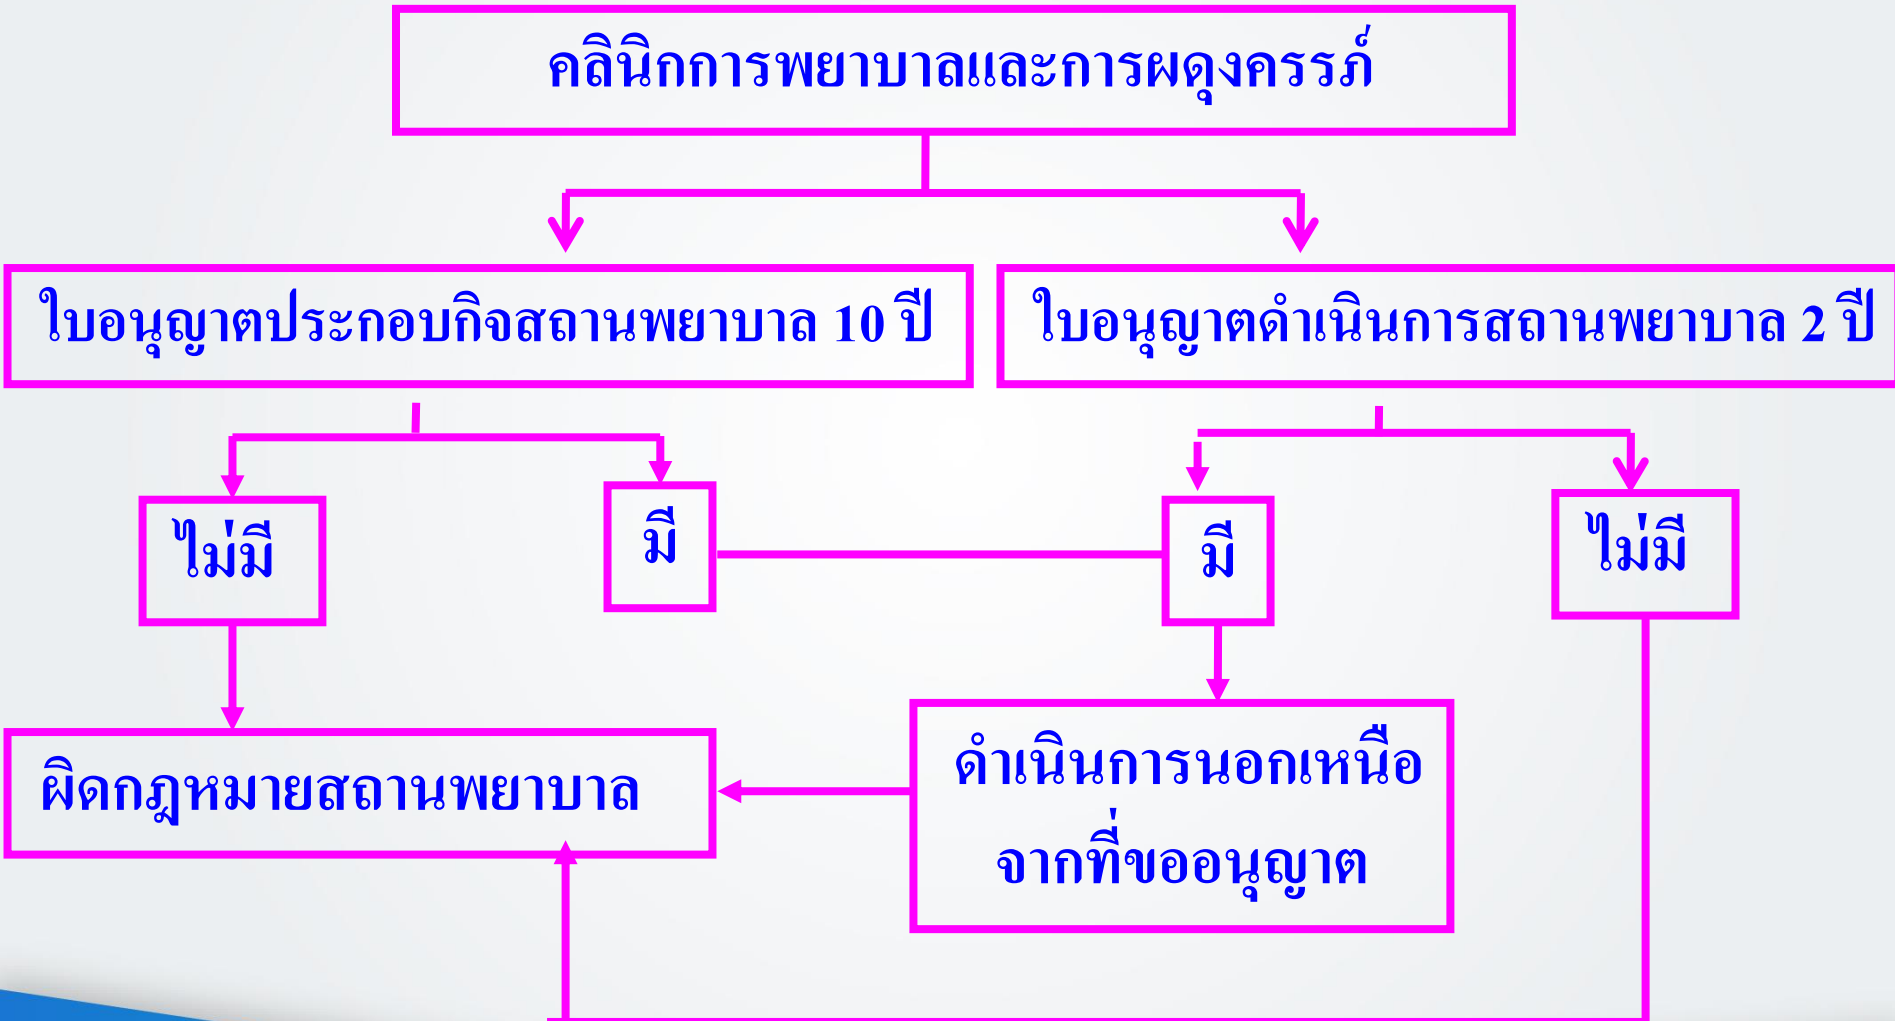 คลินิกการพยาบาลและการผดุงครรภ์
ใบอนุญาตประกอบกิจสถานพยาบาล 10 ปี
ใบอนุญาตดำเนินการสถานพยาบาล 2 ปี
ไม่มี
มี
มี
ไม่มี
ผิดกฎหมายสถานพยาบาล
ดำเนินการนอกเหนือ
จากที่ขออนุญาต